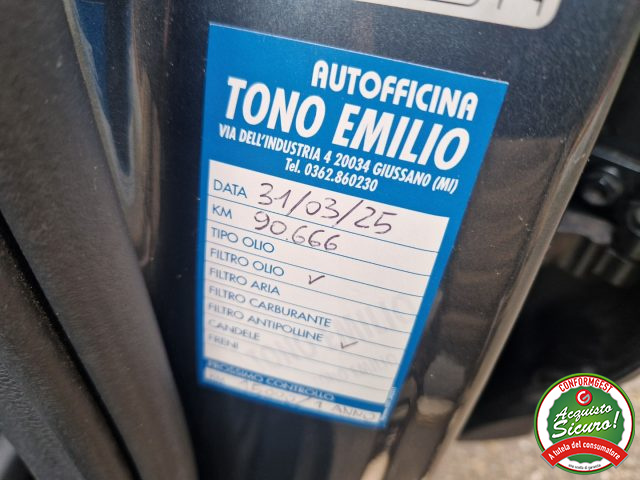 AUTOFFICINA
TONO EMILIO
VIA DELL'INDUSTRIA 4 20034 GIUSSANO (MI)
Tel. 0362.860230
DATA 31/03/25
KM 90.666
TIPO OLIO
FILTRO OLIO ✓
FILTRO ARIA
FILTRO CARBURANTE
FILTRO ANTIPOLLINE ✓
CANDELE
FRENI
PROSSIMO CONTROLLO
1 ANNO
CONFORMGEST
Acquisto
Sicuro!
A tutela del consumatore